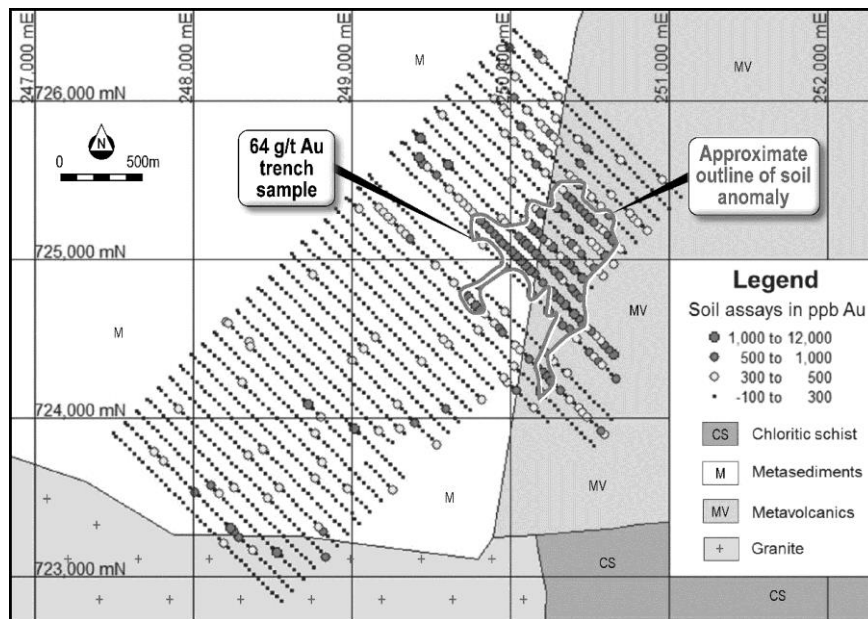 247,000 mE
248,000 mE
249,000 mE
250,000 mE
251,000 mE
252,000 mE
M
MV
726,000 mN
0 500m
N
64 g/t Au
trench
sample
Approximate
outline of soil
anomaly
725,000 mN
M
MV
724,000 mN
M
MV
723,000 mN
CS
CS
Legend
Soil assays in ppb Au
1,000 to 12,000
500 to 1,000
300 to 500
-100 to 300
CS Chloritic schist
M Metasediments
MV Metavolcanics
+ Granite